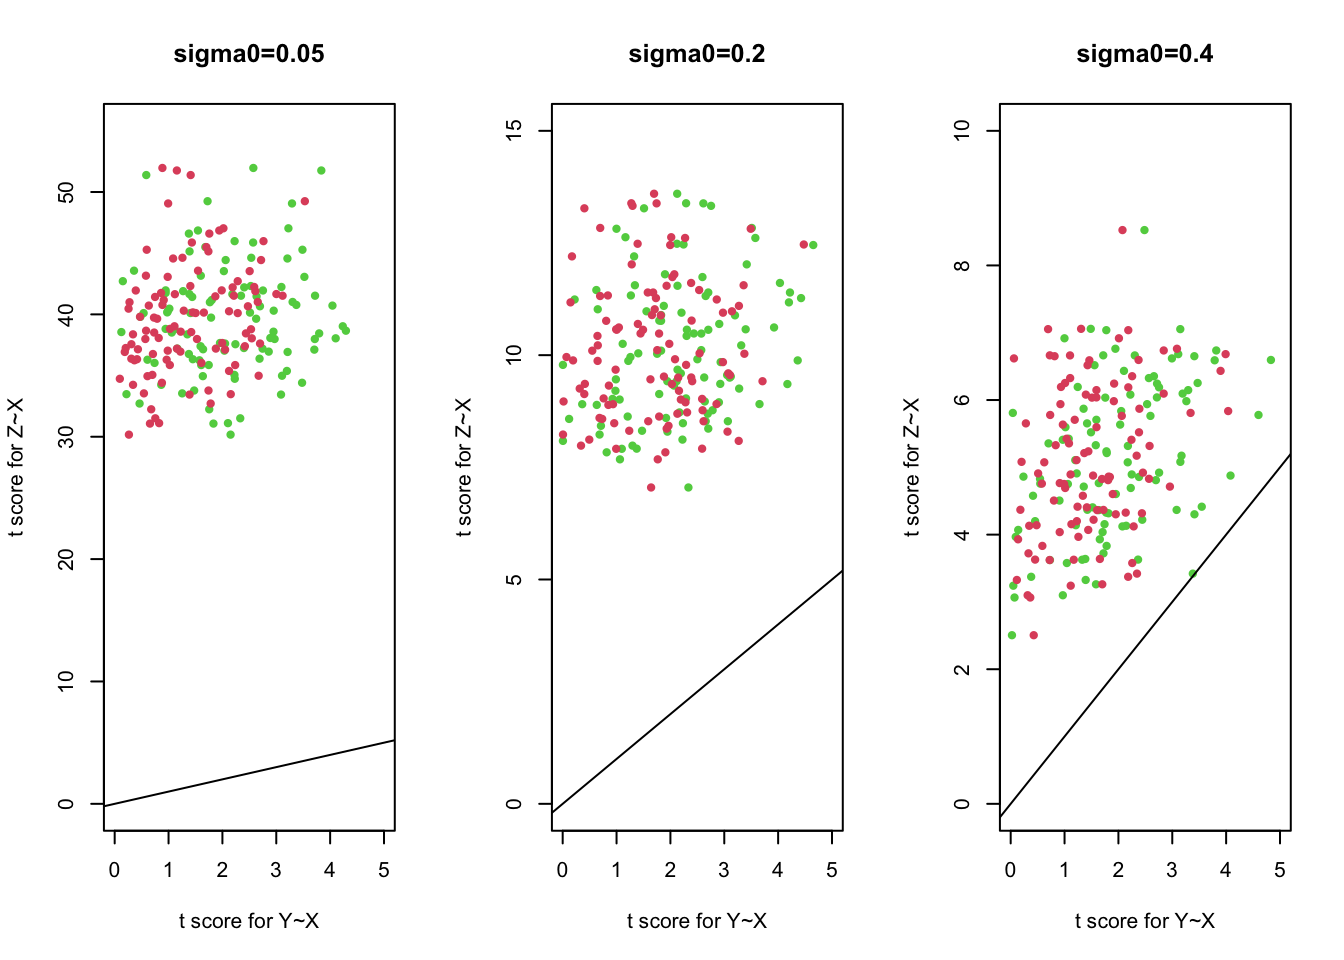 sigma0=0.05
t score for Z~X
0 10 20 30 40 50
0 1 2 3 4 5
t score for Y~X
sigma0=0.2
t score for Z~X
0 5 10 15
0 1 2 3 4 5
t score for Y~X
sigma0=0.4
t score for Z~X
0 2 4 6 8 10
0 1 2 3 4 5
t score for Y~X